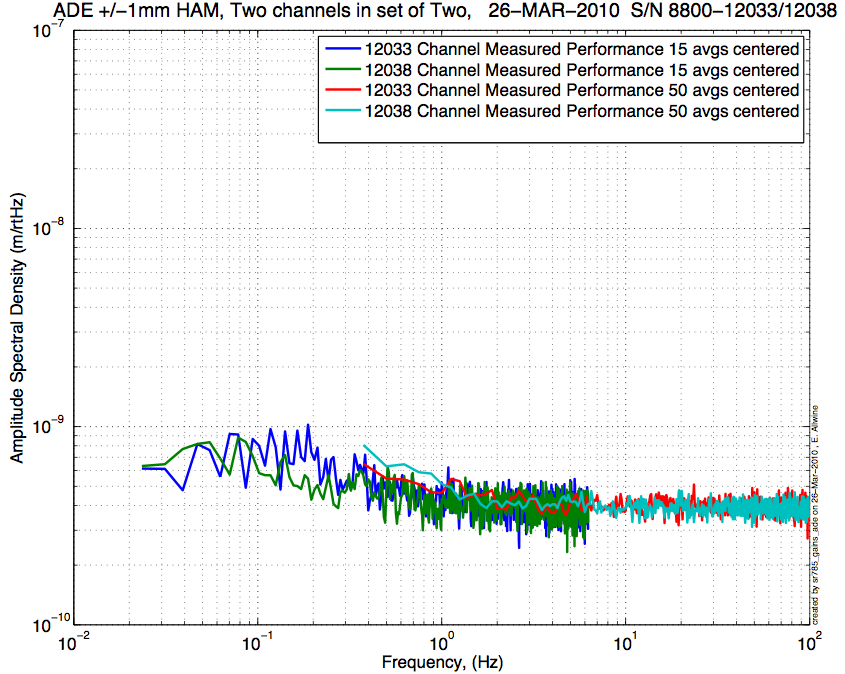 ADE +/−1mm HAM, Two channels in set of Two, 26−MAR−2010 S/N 8800−12033/12038
12033 Channel Measured Performance 15 avgs centered
12038 Channel Measured Performance 15 avgs centered
12033 Channel Measured Performance 50 avgs centered
12038 Channel Measured Performance 50 avgs centered
10⁻⁷
10⁻⁸
10⁻⁹
10⁻¹⁰
Amplitude Spectral Density (m/rtHz)
10⁻²
10⁻¹
10⁰
10¹
10²
Frequency, (Hz)
created by sr785_gains_ade on 26−Mar−2010 , E. Allwine